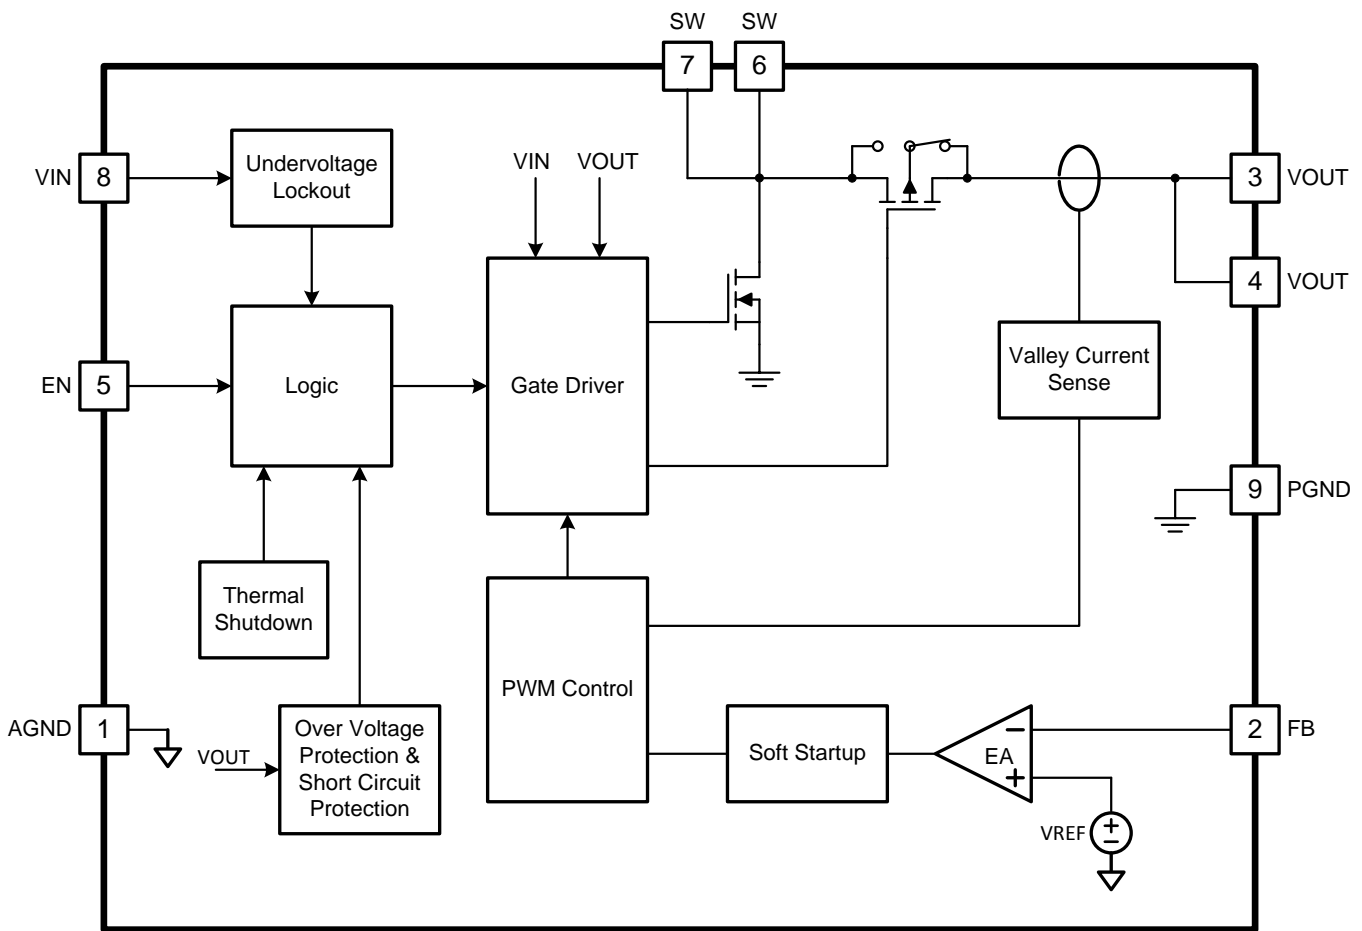 SW
SW
7
6
VIN
8
Undervoltage
Lockout
VIN
VOUT
3
VOUT
4
VOUT
EN
5
Logic
Gate Driver
Valley Current
Sense
9
PGND
Thermal
Shutdown
PWM Control
AGND
1
VOUT
Over Voltage
Protection &
Short Circuit
Protection
Soft Startup
EA
−
+
2
FB
VREF
+
−